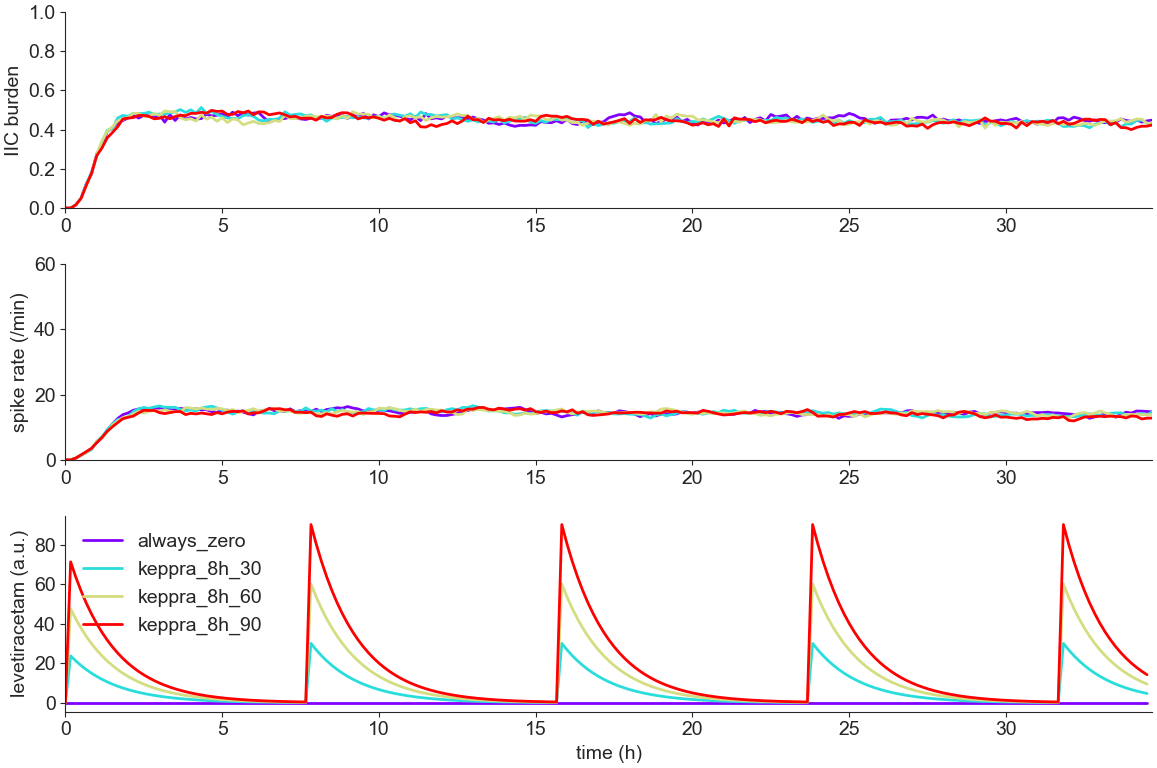 1.0
0.8
0.6
0.4
0.2
0.0
IIC burden
0 5 10 15 20 25 30
60
40
20
0
spike rate (/min)
0 5 10 15 20 25 30
80
60
40
20
0
levetiracetam (a.u.)
always_zero
keppra_8h_30
keppra_8h_60
keppra_8h_90
0 5 10 15 20 25 30
time (h)